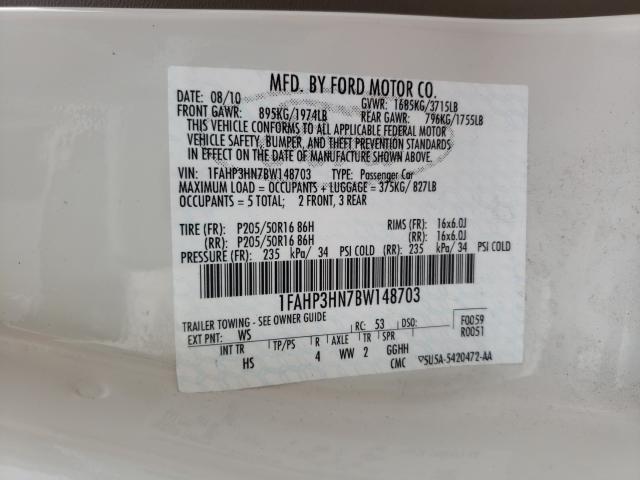 MFD. BY FORD MOTOR CO.
DATE: 08/10 GVWR: 1685KG/3715LB
FRONT GAWR: 895KG/1974LB REAR GAWR: 796KG/1755LB
THIS VEHICLE CONFORMS TO ALL APPLICABLE FEDERAL MOTOR
VEHICLE SAFETY, BUMPER, AND THEFT PREVENTION STANDARDS
IN EFFECT ON THE DATE OF MANUFACTURE SHOWN ABOVE.
VIN: 1FAHP3HN7BW148703 TYPE: Passenger Car
MAXIMUM LOAD = OCCUPANTS + LUGGAGE = 375KG/ 827LB
OCCUPANTS = 5 TOTAL; 2 FRONT, 3 REAR
TIRE (FR): P205/50R16 86H RIMS (FR): 16x6.0J
(RR): P205/50R16 86H (RR): 16x6.0J
PRESSURE (FR): 235 kPa/ 34 PSI COLD (RR): 235 kPa/ 34 PSI COLD
1FAHP3HN7BW148703
TRAILER TOWING - SEE OWNER GUIDE
EXT PNT: WS RC: 53 DSO: F0059
R0051
INT TR TP/PS R AXLE TR SPR
HS 4 WW 2 GGHH
CMC 5U5A-5420472-AA